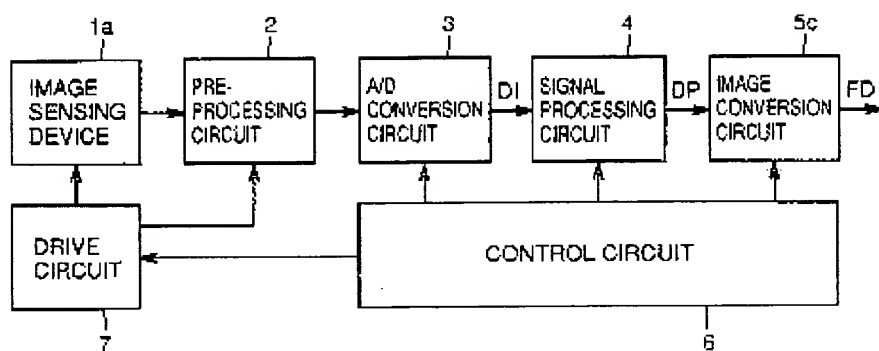 1a
2
3
4
5c
IMAGE
SENSING
DEVICE
PRE-
PROCESSING
CIRCUIT
A/D
CONVERSION
CIRCUIT
DI
SIGNAL
PROCESSING
CIRCUIT
DP
IMAGE
CONVERSION
CIRCUIT
FD
DRIVE
CIRCUIT
CONTROL CIRCUIT
7
6